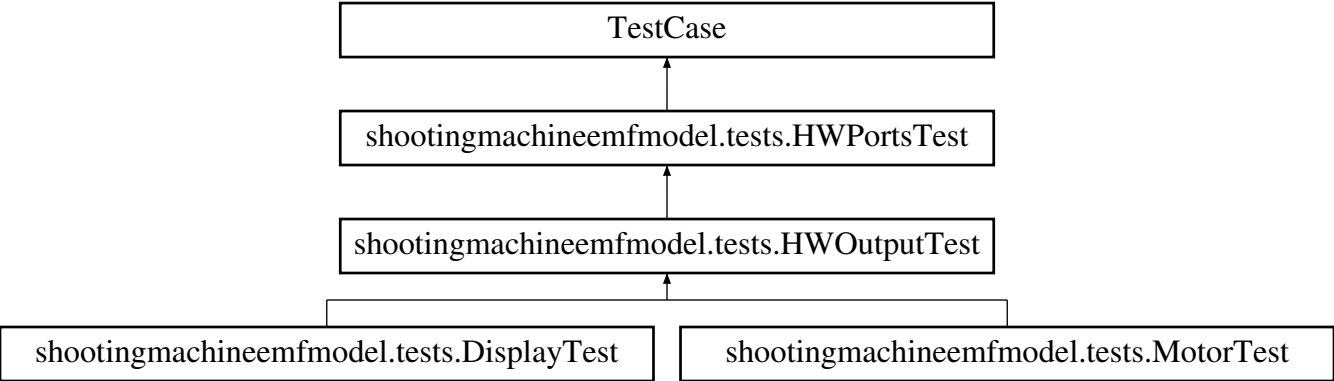 TestCase
shootingmachineemfmodel.tests.HWPortsTest
shootingmachineemfmodel.tests.HWOutputTest
shootingmachineemfmodel.tests.DisplayTest
shootingmachineemfmodel.tests.MotorTest